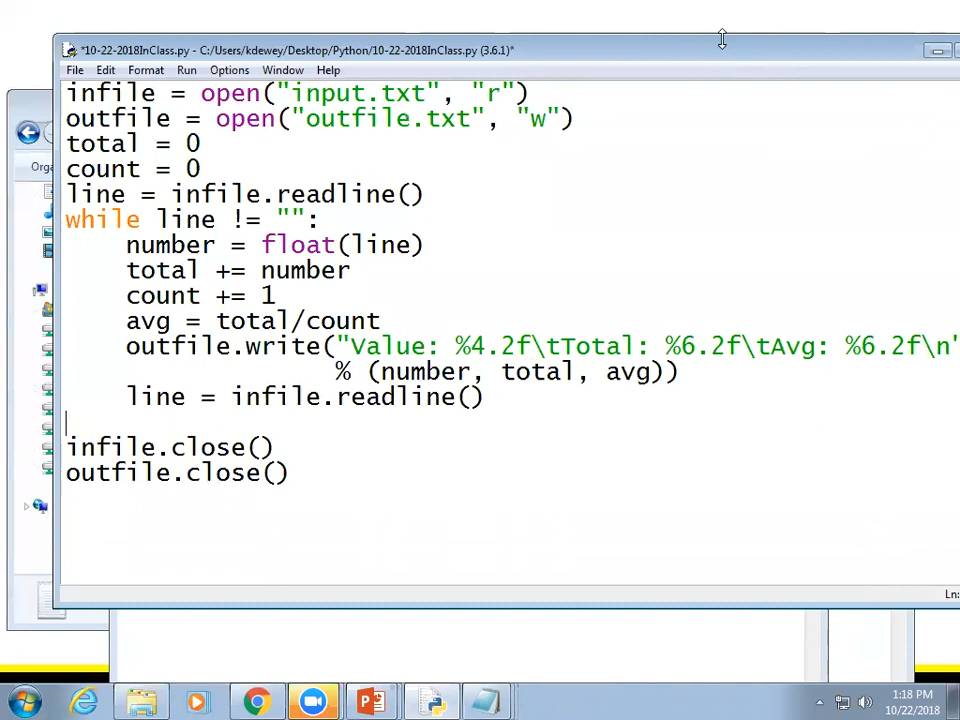 *10-22-2018InClass.py - C:/Users/kdewey/Desktop/Python/10-22-2018InClass.py (3.6.1)*
File Edit Format Run Options Window Help
infile = open("input.txt", "r")
outfile = open("outfile.txt", "w")
total = 0
count = 0
line = infile.readline()
while line != "":
    number = float(line)
    total += number
    count += 1
    avg = total/count
    outfile.write("Value: %4.2f\tTotal: %6.2f\tAvg: %6.2f\n"
                  % (number, total, avg))
    line = infile.readline()
infile.close()
outfile.close()
Orga
Ln:
1:18 PM
10/22/2018